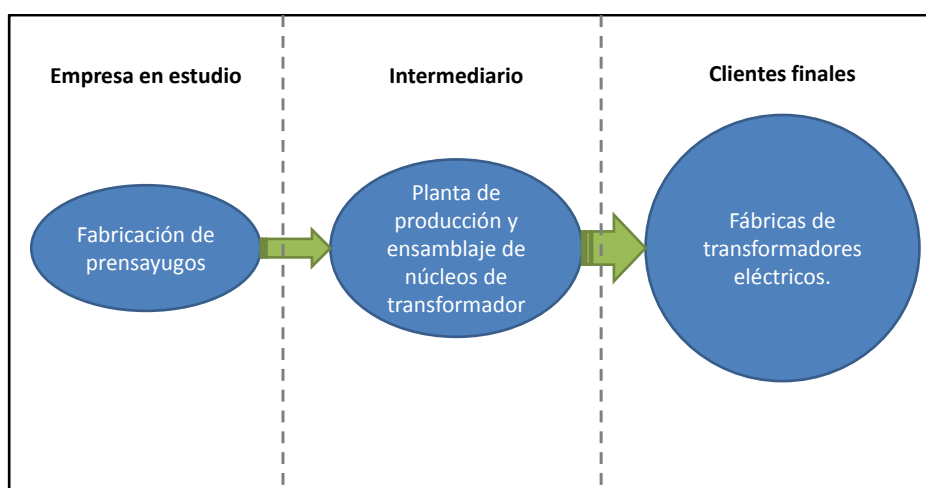 Empresa en estudio
Intermediario
Clientes finales
Fabricación de
prensayugos
Planta de
producción y
ensamblaje de
núcleos de
transformador
Fábricas de
transformadores
eléctricos.